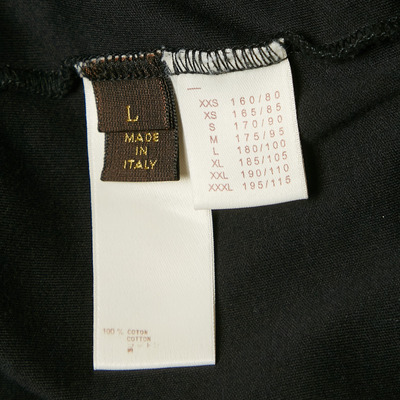 L
MADE
IN
ITALY
XXS 160/80
XS 165/85
S 170/90
M 175/95
L 180/100
XL 185/105
XXL 190/110
XXXL 195/115
100 % COTON
COTTON